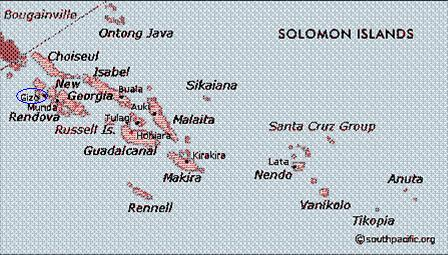 Bougainville
Ontong Java
SOLOMON ISLANDS
Choiseul
Isabel
New
Georgia
Buala
Sikaiana
Gizo
Munda
Auki
Rendova
Tulagi
Malaita
Russell Is.
Honiara
Santa Cruz Group
Guadalcanal
Kirakira
Lata
Makira
Nendo
Anuta
Rennell
Vanikolo
Tikopia
©southpacific.org